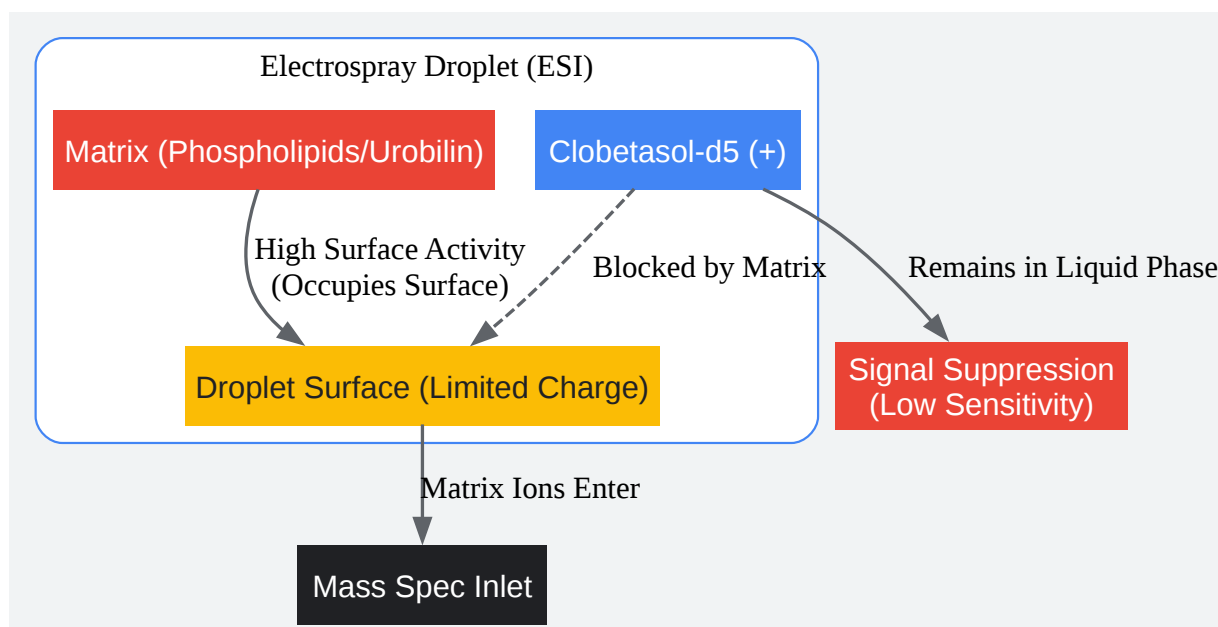 Electrospray Droplet (ESI)
Matrix (Phospholipids/Urobilin)
Clobetasol-d5 (+)
High Surface Activity
(Occupies Surface)
Blocked by Matrix
Remains in Liquid Phase
Droplet Surface (Limited Charge)
Signal Suppression
(Low Sensitivity)
Matrix Ions Enter
Mass Spec Inlet